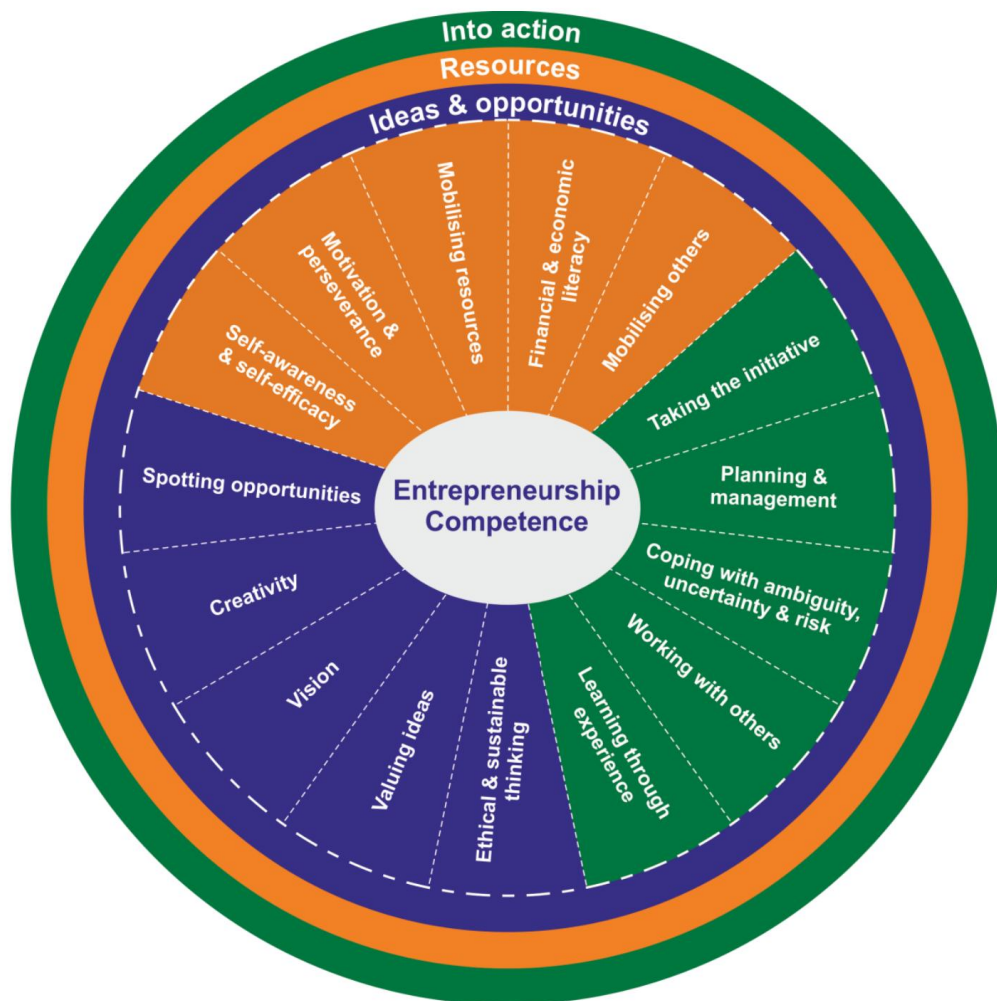 Into action
Resources
Ideas & opportunities
Self-awareness
& self-efficacy
Motivation &
perseverance
Mobilising resources
Financial & economic
literacy
Mobilising others
Taking the initiative
Planning &
management
Coping with ambiguity,
uncertainty & risk
Working with others
Learning through
experience
Ethical & sustainable
thinking
Valuing ideas
Vision
Creativity
Spotting opportunities
Entrepreneurship
Competence